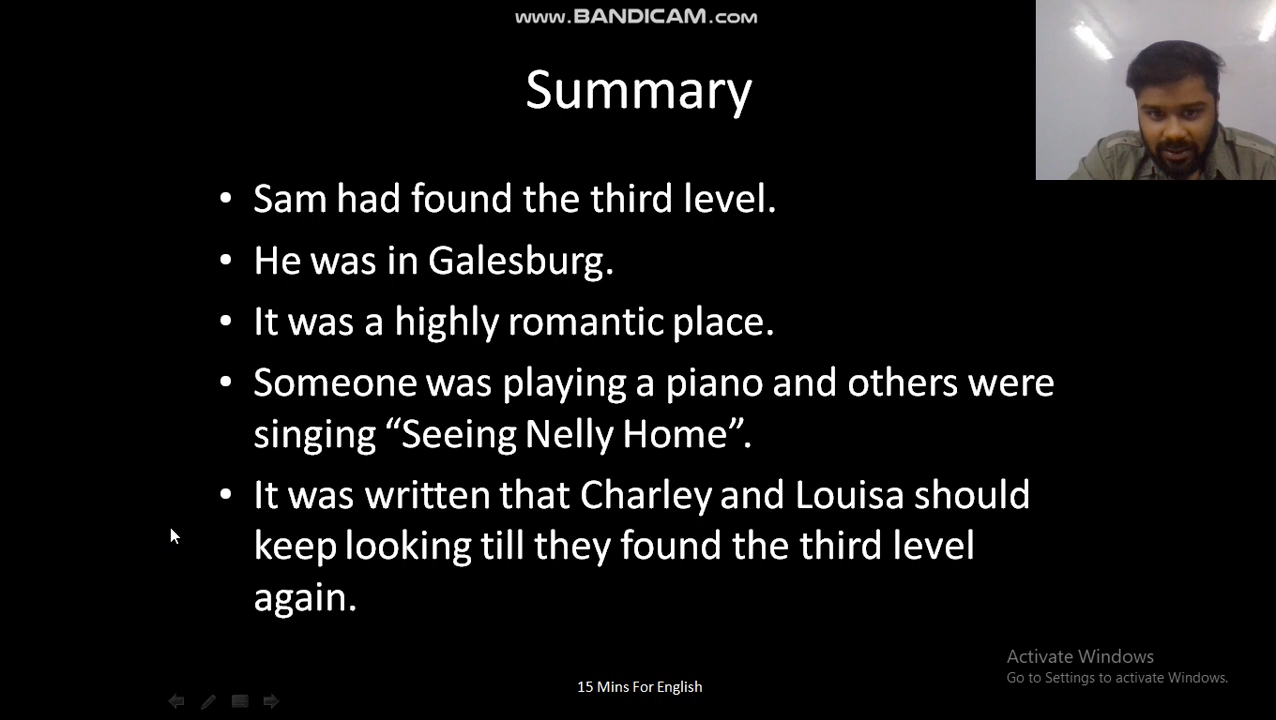 www.BANDICAM.com
Summary
• Sam had found the third level.
• He was in Galesburg.
• It was a highly romantic place.
• Someone was playing a piano and others were
singing “Seeing Nelly Home”.
• It was written that Charley and Louisa should
keep looking till they found the third level
again.
Activate Windows
Go to Settings to activate Windows.
15 Mins For English